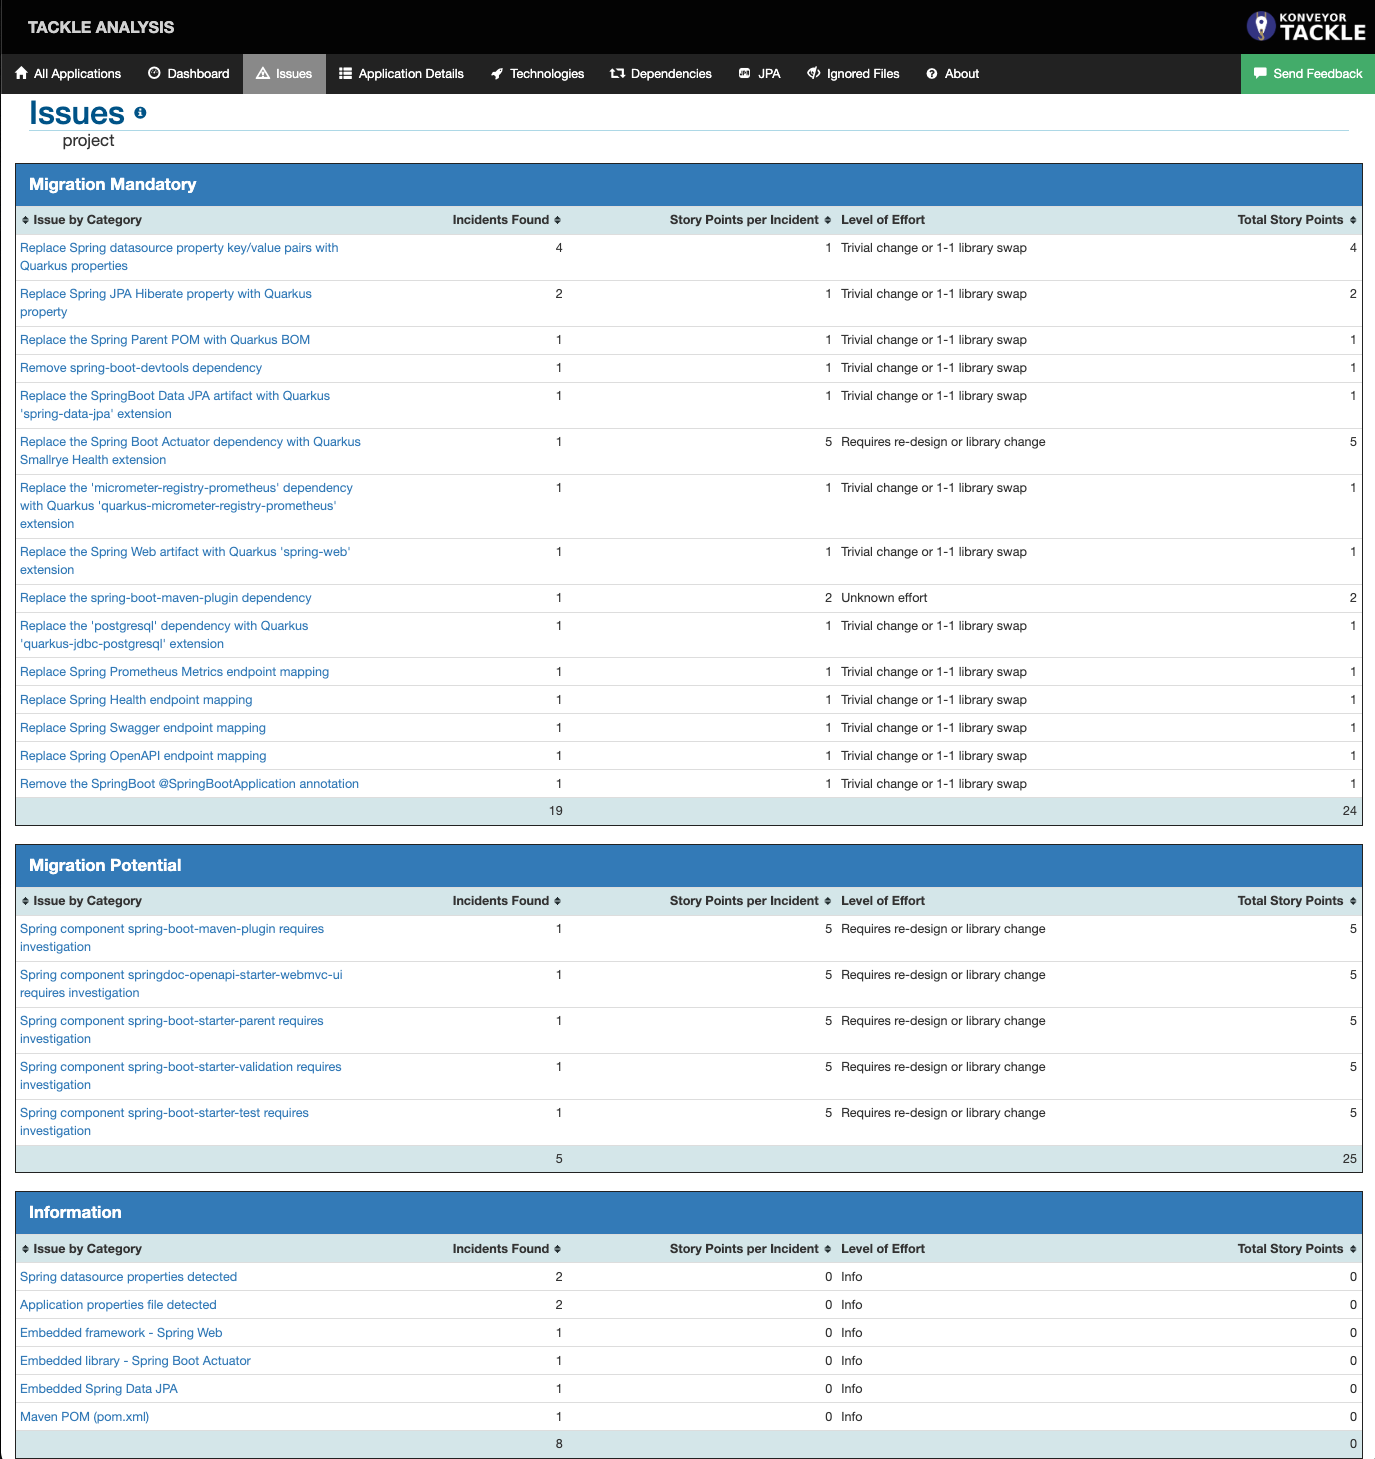 TACKLE ANALYSIS
KONVEYOR
TACKLE
All Applications Dashboard Issues Application Details Technologies Dependencies JPA Ignored Files About Send Feedback
Issues
project
Migration Mandatory
Issue by Category Incidents Found Story Points per Incident Level of Effort Total Story Points
Replace Spring datasource property key/value pairs with 4 1 Trivial change or 1-1 library swap 4
Quarkus properties
Replace Spring JPA Hiberate property with Quarkus 2 1 Trivial change or 1-1 library swap 2
property
Replace the Spring Parent POM with Quarkus BOM 1 1 Trivial change or 1-1 library swap 1
Remove spring-boot-devtools dependency 1 1 Trivial change or 1-1 library swap 1
Replace the SpringBoot Data JPA artifact with Quarkus 1 1 Trivial change or 1-1 library swap 1
'spring-data-jpa' extension
Replace the Spring Boot Actuator dependency with Quarkus 1 5 Requires re-design or library change 5
Smallrye Health extension
Replace the 'micrometer-registry-prometheus' dependency 1 1 Trivial change or 1-1 library swap 1
with Quarkus 'quarkus-micrometer-registry-prometheus'
extension
Replace the Spring Web artifact with Quarkus 'spring-web' 1 1 Trivial change or 1-1 library swap 1
extension
Replace the spring-boot-maven-plugin dependency 1 2 Unknown effort 2
Replace the 'postgresql' dependency with Quarkus 1 1 Trivial change or 1-1 library swap 1
'quarkus-jdbc-postgresql' extension
Replace Spring Prometheus Metrics endpoint mapping 1 1 Trivial change or 1-1 library swap 1
Replace Spring Health endpoint mapping 1 1 Trivial change or 1-1 library swap 1
Replace Spring Swagger endpoint mapping 1 1 Trivial change or 1-1 library swap 1
Replace Spring OpenAPI endpoint mapping 1 1 Trivial change or 1-1 library swap 1
Remove the SpringBoot @SpringBootApplication annotation 1 1 Trivial change or 1-1 library swap 1
19 24
Migration Potential
Issue by Category Incidents Found Story Points per Incident Level of Effort Total Story Points
Spring component spring-boot-maven-plugin requires 1 5 Requires re-design or library change 5
investigation
Spring component springdoc-openapi-starter-webmvc-ui 1 5 Requires re-design or library change 5
requires investigation
Spring component spring-boot-starter-parent requires 1 5 Requires re-design or library change 5
investigation
Spring component spring-boot-starter-validation requires 1 5 Requires re-design or library change 5
investigation
Spring component spring-boot-starter-test requires 1 5 Requires re-design or library change 5
investigation
5 25
Information
Issue by Category Incidents Found Story Points per Incident Level of Effort Total Story Points
Spring datasource properties detected 2 0 Info 0
Application properties file detected 2 0 Info 0
Embedded framework - Spring Web 1 0 Info 0
Embedded library - Spring Boot Actuator 1 0 Info 0
Embedded Spring Data JPA 1 0 Info 0
Maven POM (pom.xml) 1 0 Info 0
8 0